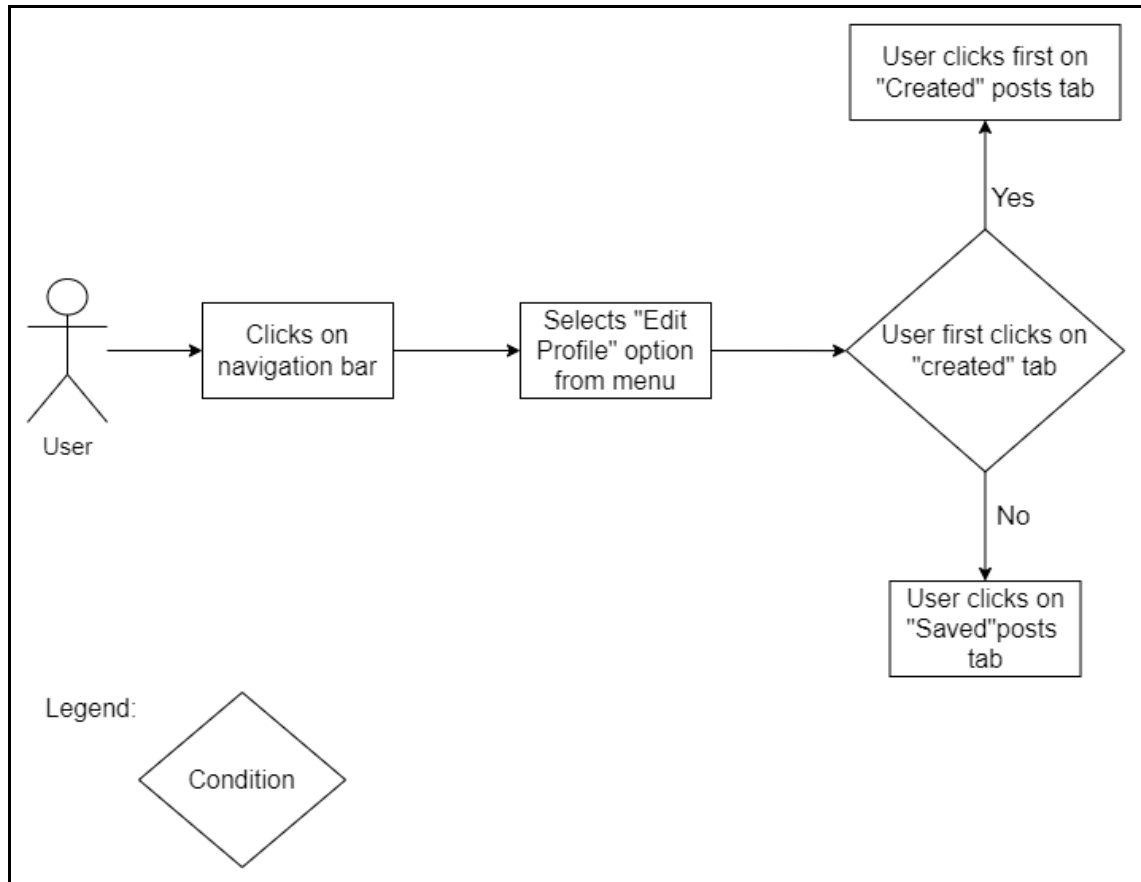 User clicks first on
"Created" posts tab
Yes
User
Clicks on
navigation bar
Selects "Edit
Profile" option
from menu
User first clicks on
"created" tab
No
User clicks on
"Saved"posts
tab
Legend:
Condition